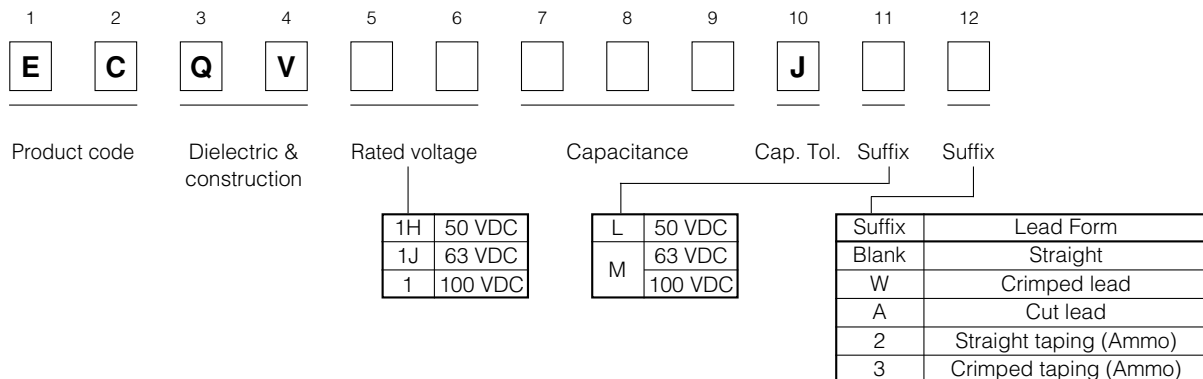 1 2 3 4 5 6 7 8 9 10 11 12
E C Q V J
Product code Dielectric & construction Rated voltage Capacitance Cap. Tol. Suffix Suffix
1H 50 VDC
1J 63 VDC
1 100 VDC
L 50 VDC
M 63 VDC
100 VDC
Suffix Lead Form
Blank Straight
W Crimped lead
A Cut lead
2 Straight taping (Ammo)
3 Crimped taping (Ammo)